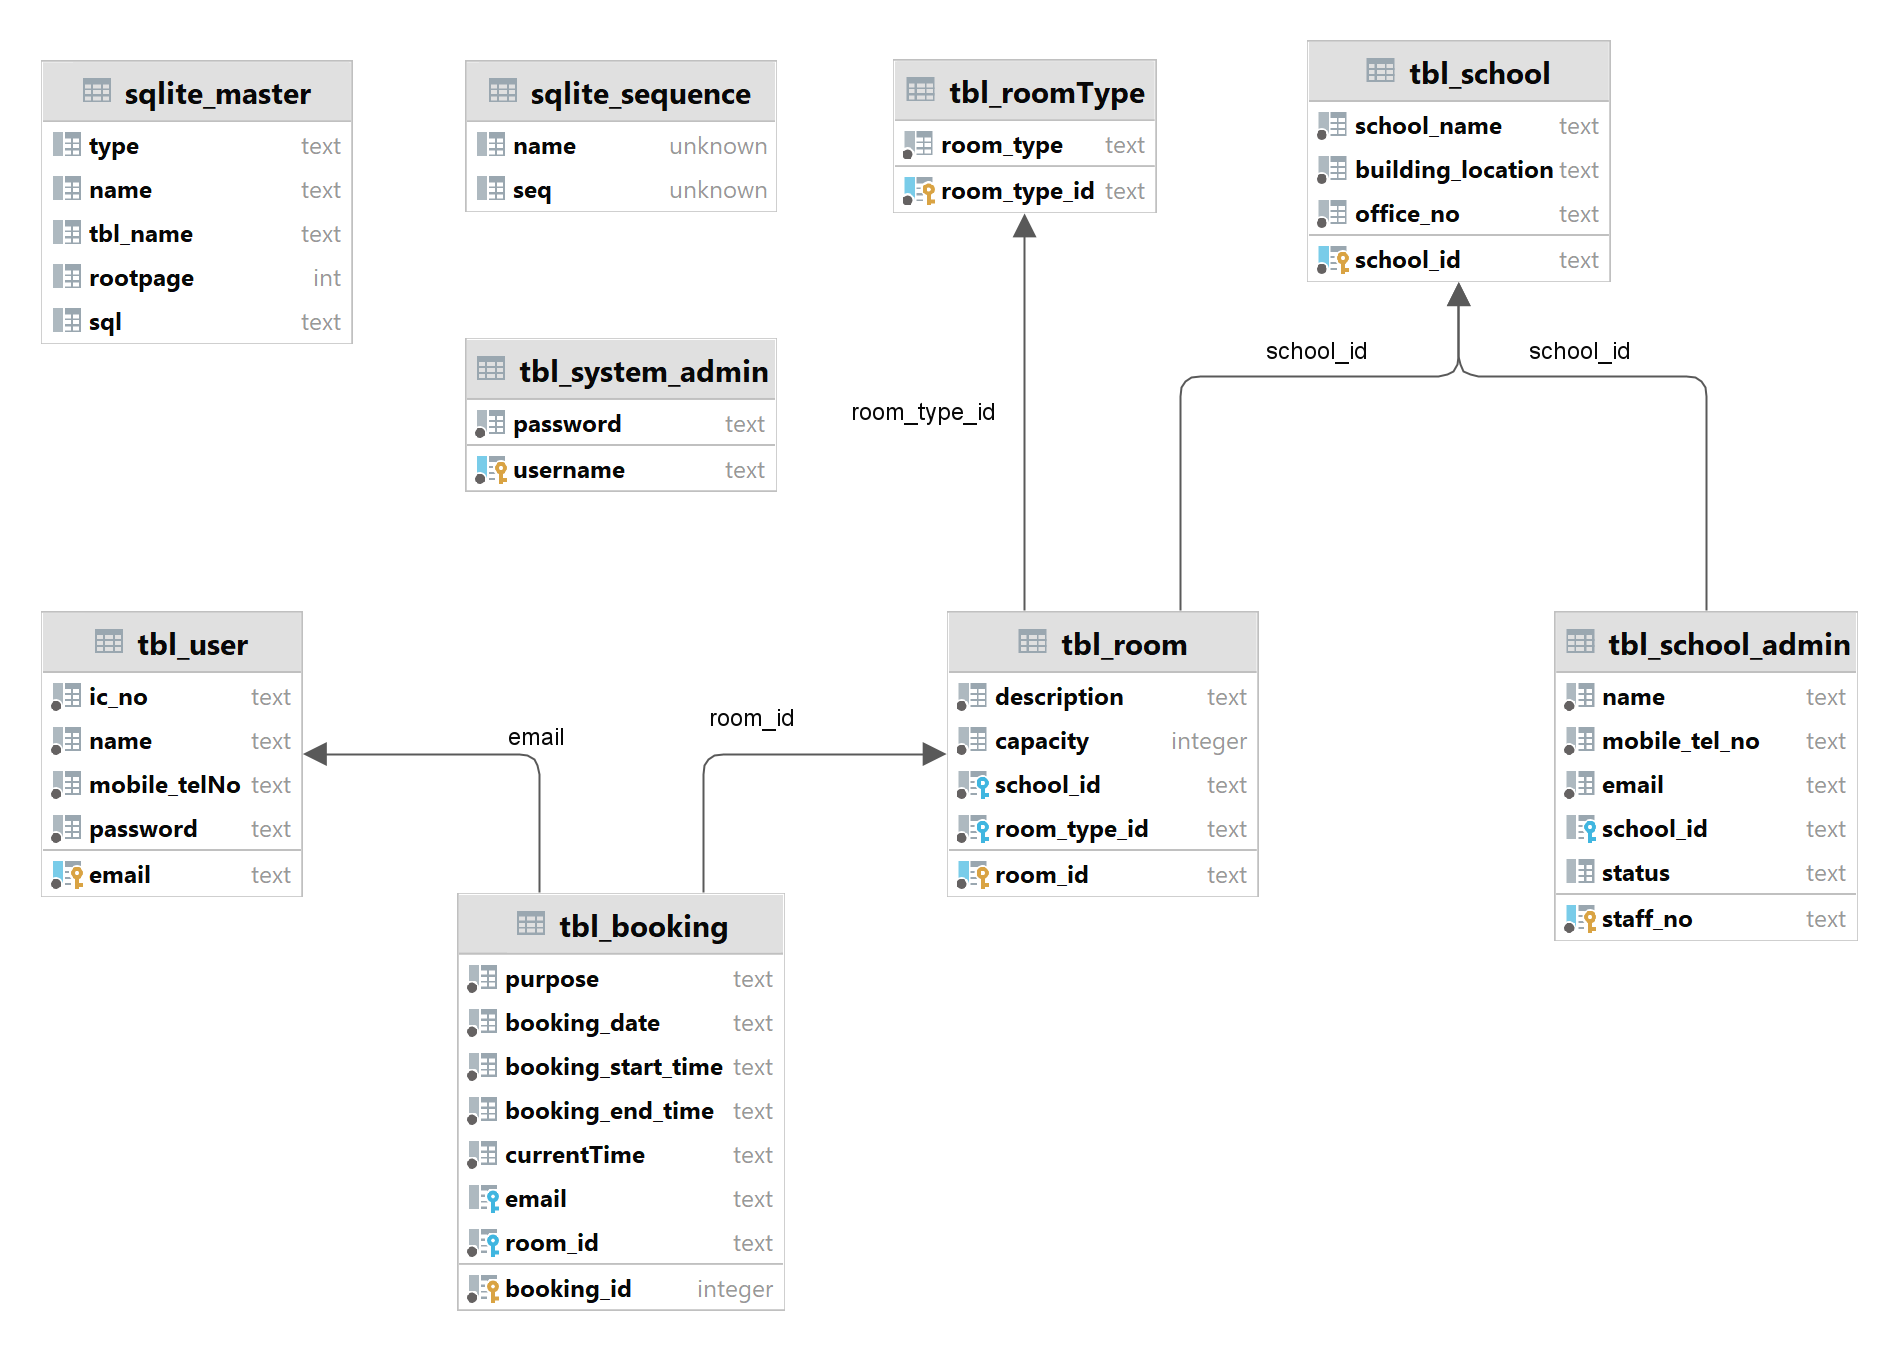 sqlite_master
type text
name text
tbl_name text
rootpage int
sql text
sqlite_sequence
name unknown
seq unknown
tbl_roomType
room_type text
room_type_id text
tbl_school
school_name text
building_location text
office_no text
school_id text
tbl_system_admin
password text
username text
school_id
school_id
room_type_id
tbl_user
ic_no text
name text
mobile_telNo text
password text
email text
email
room_id
tbl_room
description text
capacity integer
school_id text
room_type_id text
room_id text
tbl_school_admin
name text
mobile_tel_no text
email text
school_id text
status text
staff_no text
tbl_booking
purpose text
booking_date text
booking_start_time text
booking_end_time text
currentTime text
email text
room_id text
booking_id integer